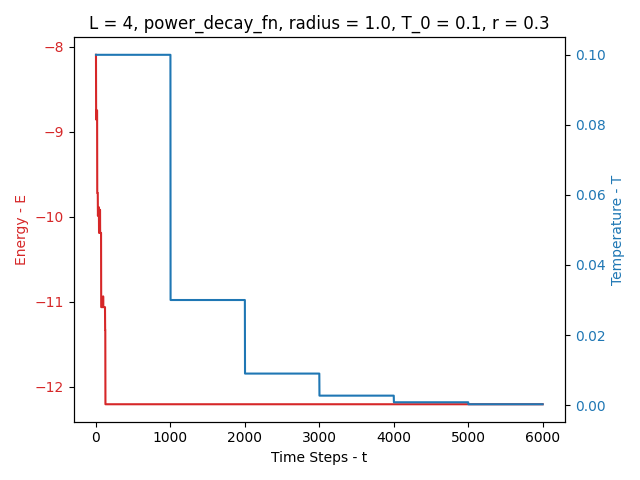 L = 4, power_decay_fn, radius = 1.0, T_0 = 0.1, r = 0.3
−8
−9
−10
−11
−12
Energy - E
0.10
0.08
0.06
0.04
0.02
0.00
Temperature - T
0 1000 2000 3000 4000 5000 6000
Time Steps - t